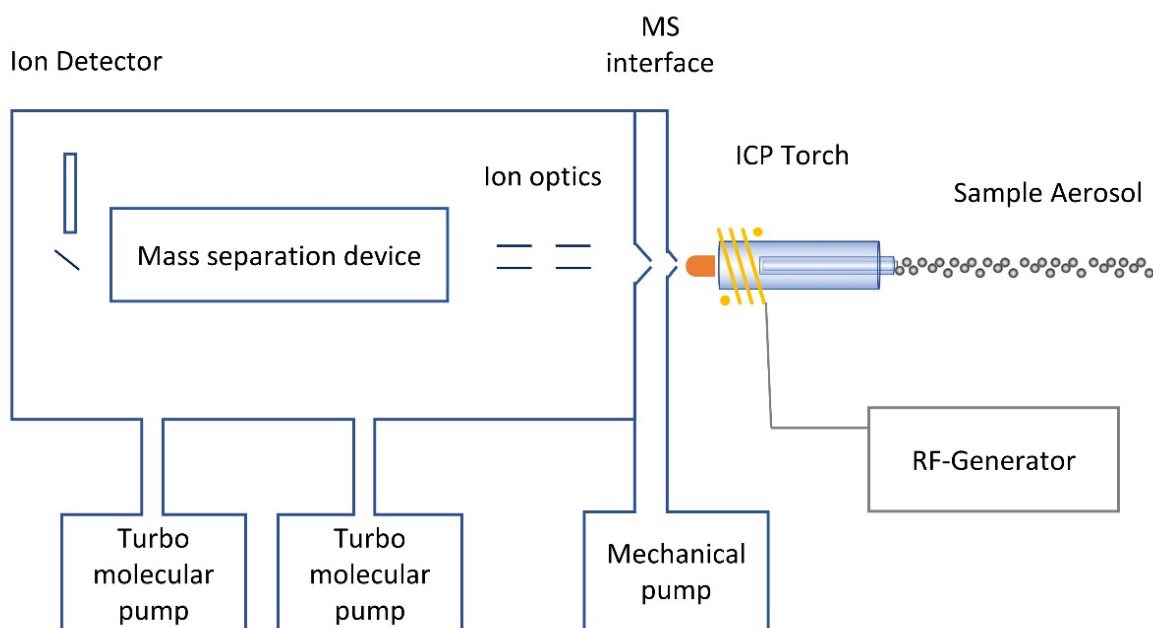 MS
interface
Ion Detector
ICP Torch
Ion optics
Sample Aerosol
Mass separation device
RF-Generator
Turbo
molecular
pump
Turbo
molecular
pump
Mechanical
pump